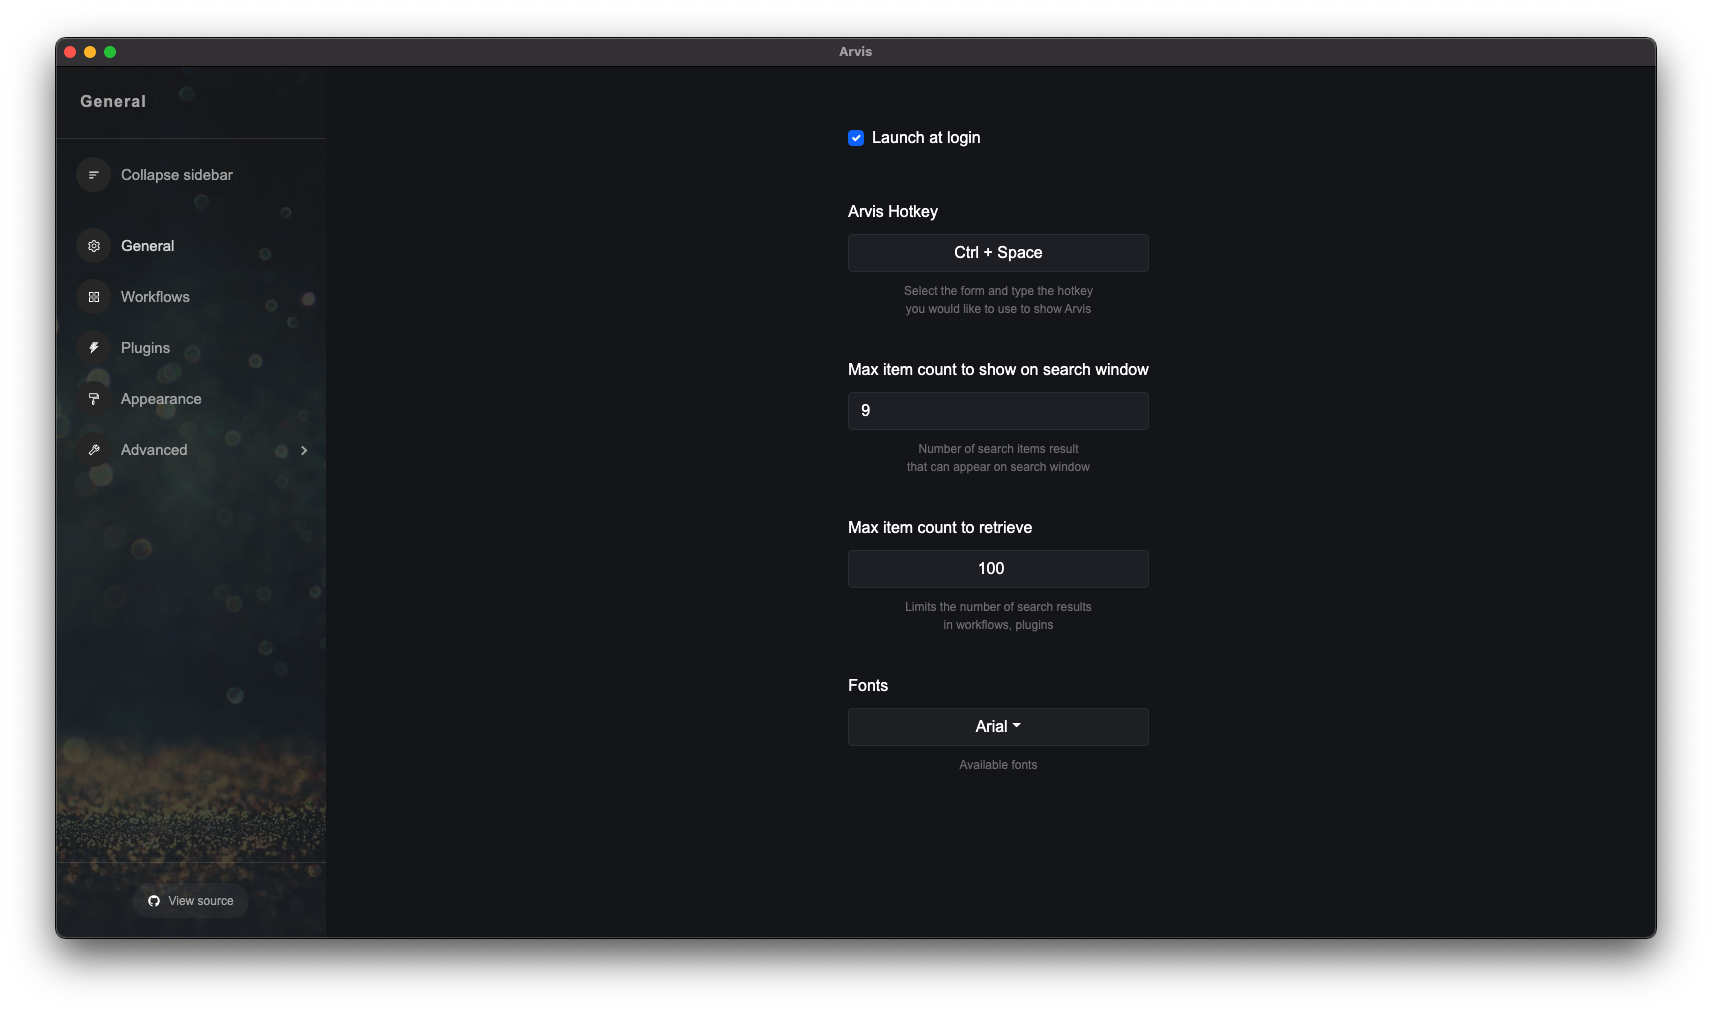 Arvis
General
Collapse sidebar
General
Workflows
Plugins
Appearance
Advanced
View source
Launch at login
Arvis Hotkey
Ctrl + Space
Select the form and type the hotkey
you would like to use to show Arvis
Max item count to show on search window
9
Number of search items result
that can appear on search window
Max item count to retrieve
100
Limits the number of search results
in workflows, plugins
Fonts
Arial
Available fonts